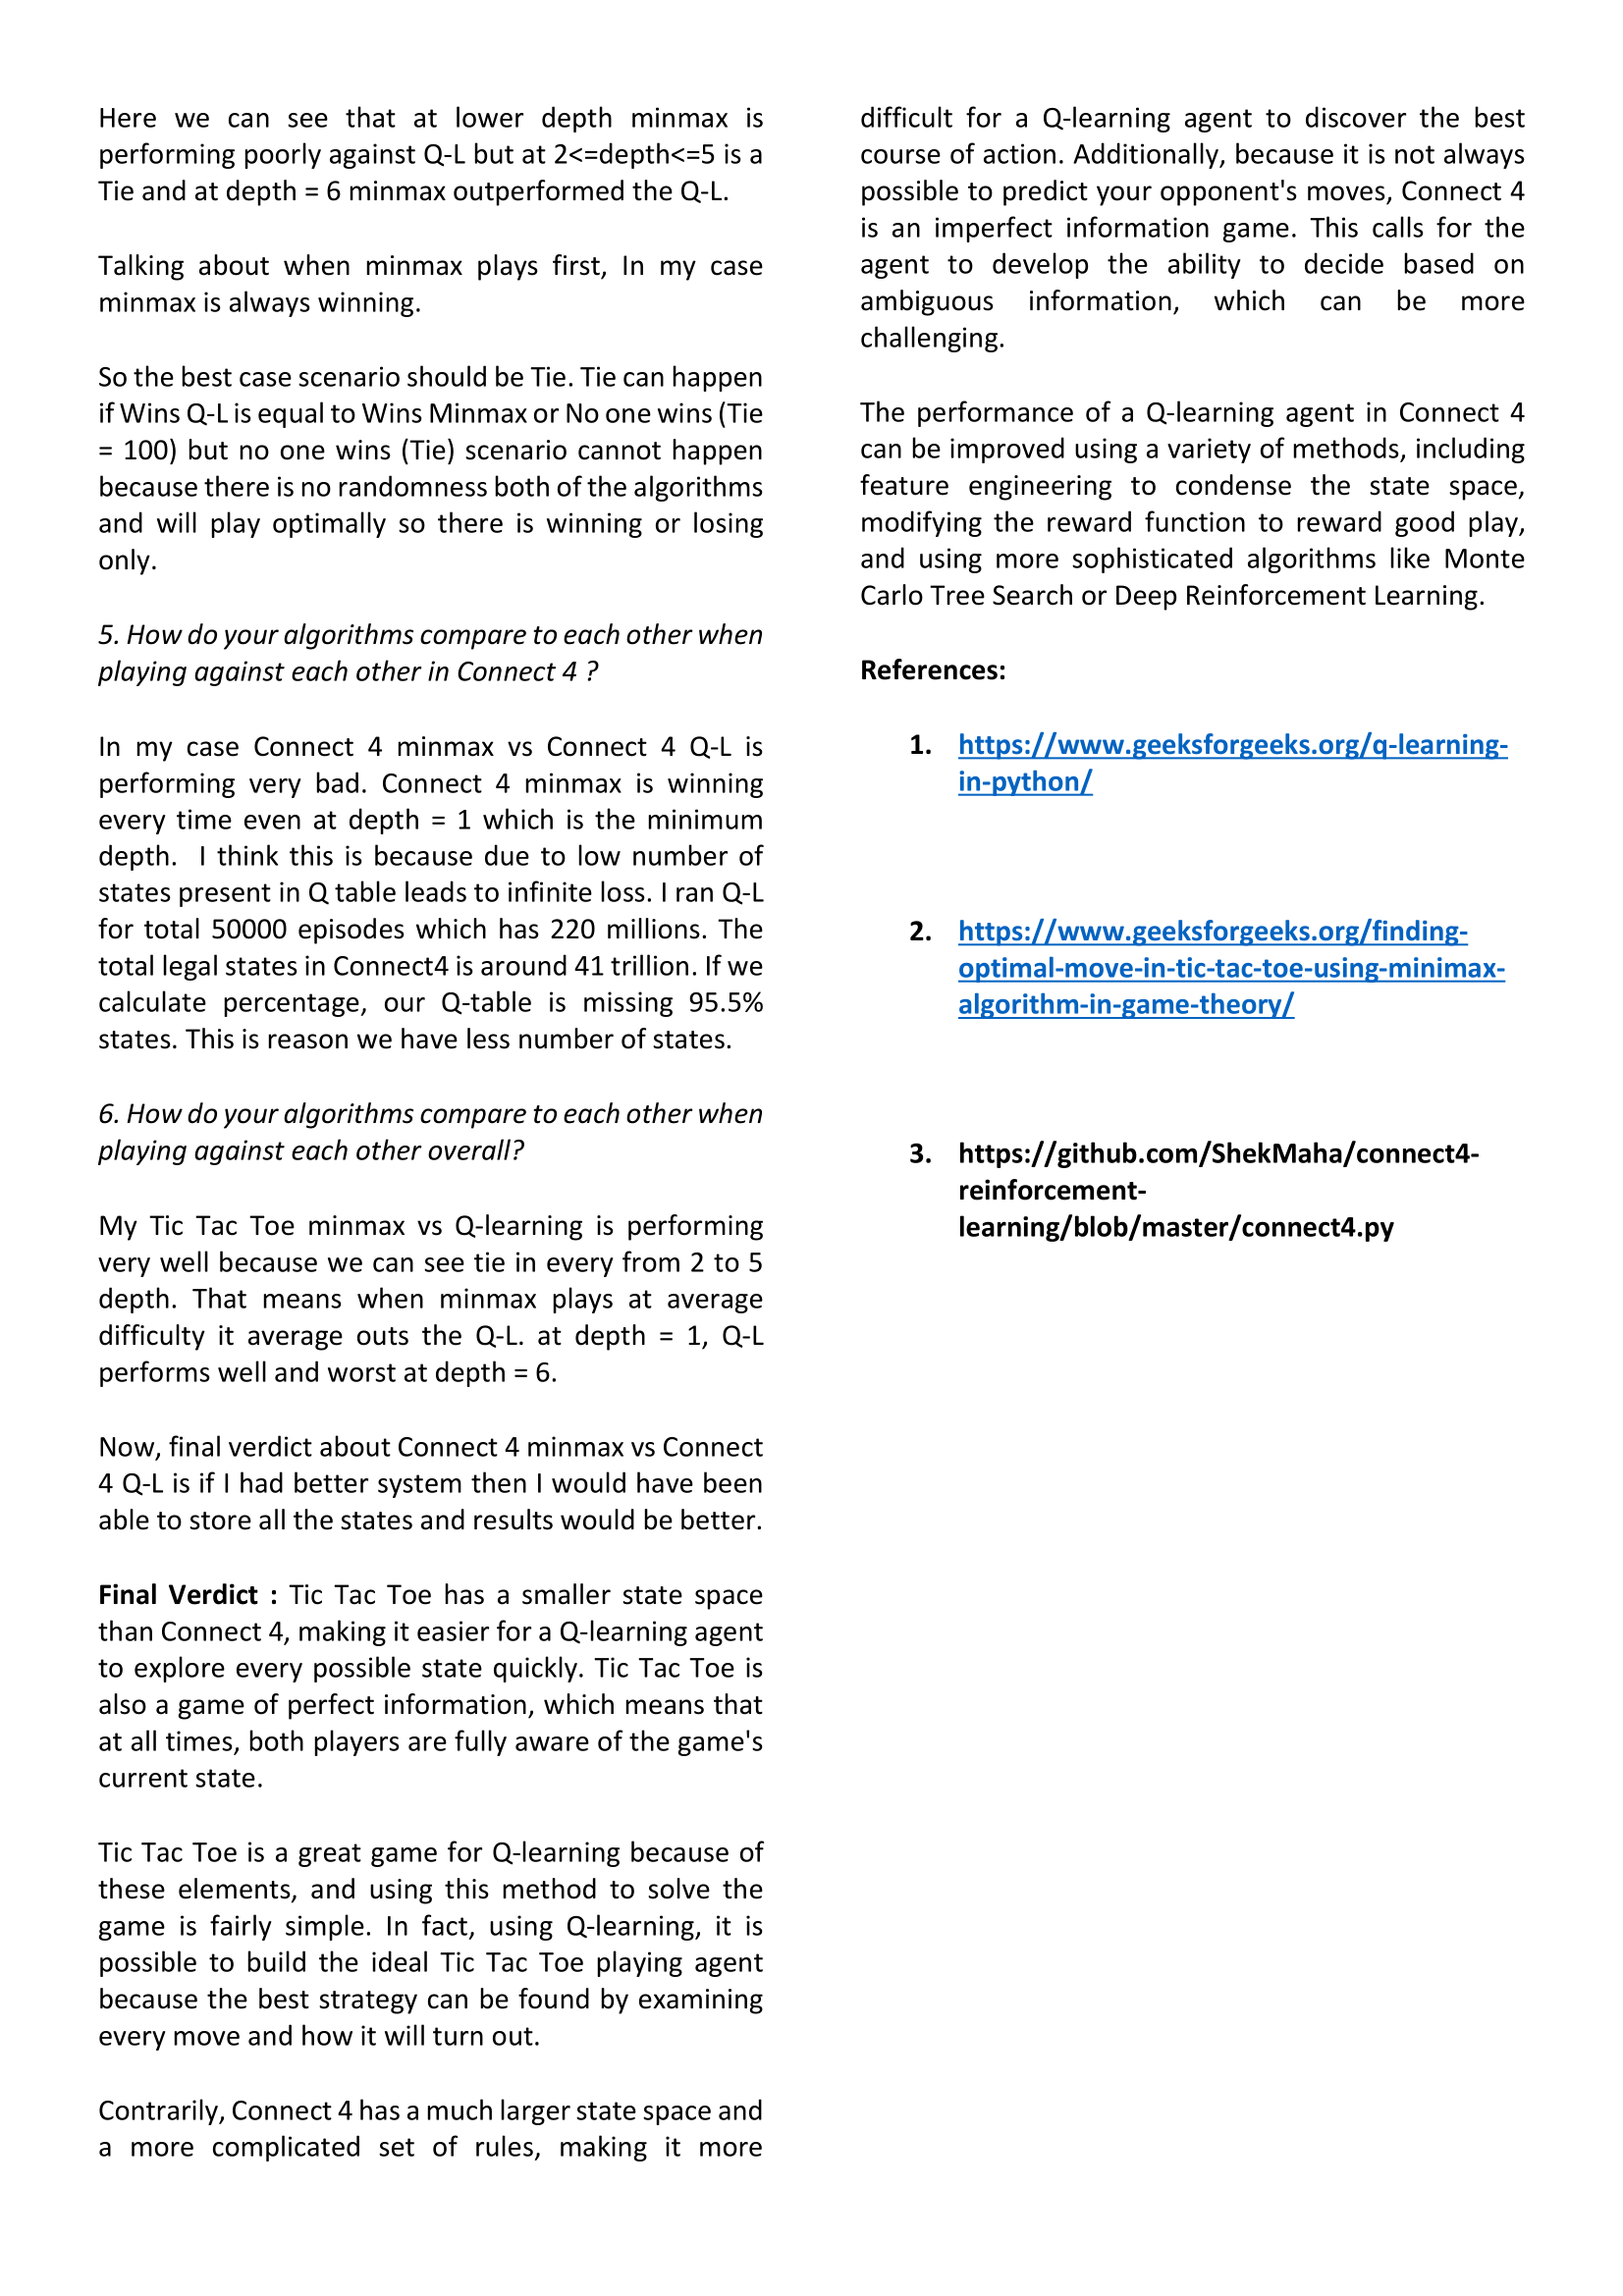 Here we can see that at lower depth minmax is
performing poorly against Q-L but at 2<=depth<=5 is a
Tie and at depth = 6 minmax outperformed the Q-L.
Talking about when minmax plays first, In my case
minmax is always winning.
So the best case scenario should be Tie. Tie can happen
if Wins Q-L is equal to Wins Minmax or No one wins (Tie
= 100) but no one wins (Tie) scenario cannot happen
because there is no randomness both of the algorithms
and will play optimally so there is winning or losing
only.
5. How do your algorithms compare to each other when
playing against each other in Connect 4 ?
In my case Connect 4 minmax vs Connect 4 Q-L is
performing very bad. Connect 4 minmax is winning
every time even at depth = 1 which is the minimum
depth.  I think this is because due to low number of
states present in Q table leads to infinite loss. I ran Q-L
for total 50000 episodes which has 220 millions. The
total legal states in Connect4 is around 41 trillion. If we
calculate percentage, our Q-table is missing 95.5%
states. This is reason we have less number of states.
6. How do your algorithms compare to each other when
playing against each other overall?
My Tic Tac Toe minmax vs Q-learning is performing
very well because we can see tie in every from 2 to 5
depth. That means when minmax plays at average
difficulty it average outs the Q-L. at depth = 1, Q-L
performs well and worst at depth = 6.
Now, final verdict about Connect 4 minmax vs Connect
4 Q-L is if I had better system then I would have been
able to store all the states and results would be better.
Final Verdict : Tic Tac Toe has a smaller state space
than Connect 4, making it easier for a Q-learning agent
to explore every possible state quickly. Tic Tac Toe is
also a game of perfect information, which means that
at all times, both players are fully aware of the game's
current state.
Tic Tac Toe is a great game for Q-learning because of
these elements, and using this method to solve the
game is fairly simple. In fact, using Q-learning, it is
possible to build the ideal Tic Tac Toe playing agent
because the best strategy can be found by examining
every move and how it will turn out.
Contrarily, Connect 4 has a much larger state space and
a more complicated set of rules, making it more
difficult for a Q-learning agent to discover the best
course of action. Additionally, because it is not always
possible to predict your opponent's moves, Connect 4
is an imperfect information game. This calls for the
agent to develop the ability to decide based on
ambiguous information, which can be more
challenging.
The performance of a Q-learning agent in Connect 4
can be improved using a variety of methods, including
feature engineering to condense the state space,
modifying the reward function to reward good play,
and using more sophisticated algorithms like Monte
Carlo Tree Search or Deep Reinforcement Learning.
References:
1. https://www.geeksforgeeks.org/q-learning-
in-python/
2. https://www.geeksforgeeks.org/finding-
optimal-move-in-tic-tac-toe-using-minimax-
algorithm-in-game-theory/
3. https://github.com/ShekMaha/connect4-
reinforcement-
learning/blob/master/connect4.py